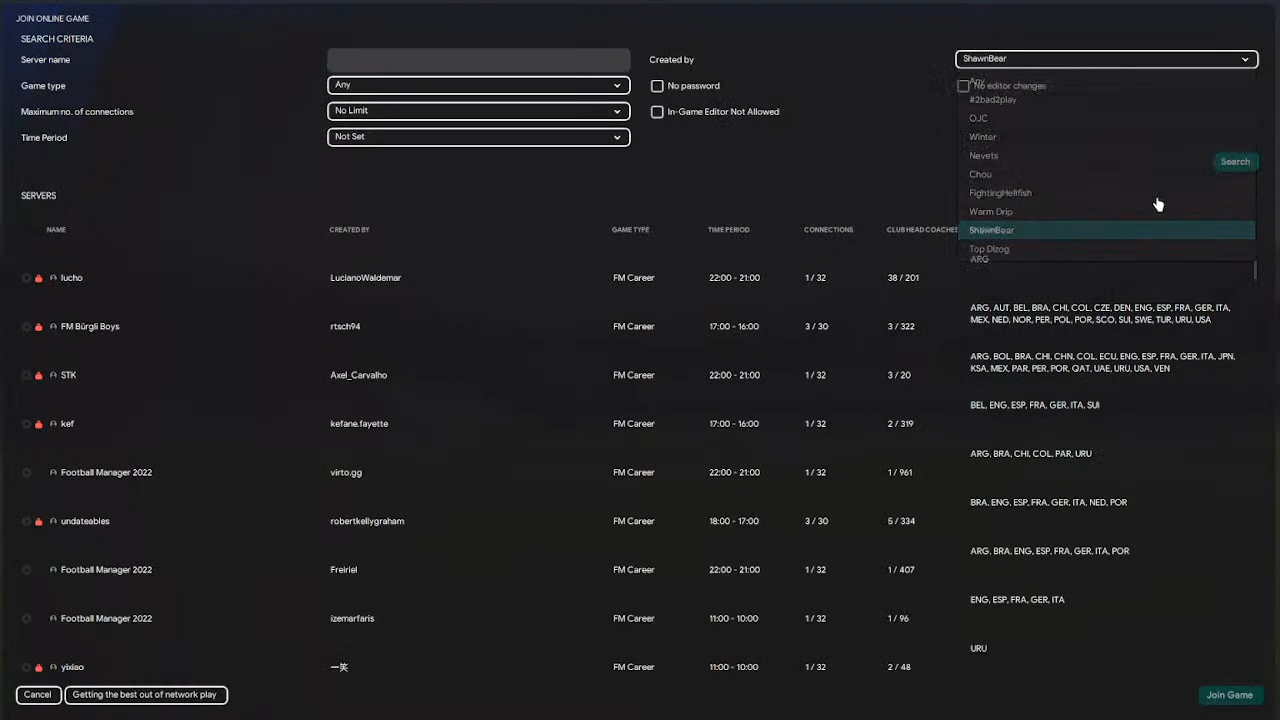 JOIN ONLINE GAME
SEARCH CRITERIA
Server name
Created by
ShawnBear
Game type
Any
No password
No editor changes
Maximum no. of connections
No Limit
In-Game Editor Not Allowed
Time Period
Not Set
Any
#2bad2play
OJC
Winter
Nevets
Chou
FightingHellfish
Warm Drip
ShawnBear
Top Dizog
Search
SERVERS
NAME CREATED BY GAME TYPE TIME PERIOD CONNECTIONS CLUB HEAD COACHES
lucho LucianoWaldemar FM Career 22:00 - 21:00 1 / 32 38 / 201 ARG
FM Bürgli Boys rtsch94 FM Career 17:00 - 16:00 3 / 30 3 / 322
ARG, AUT, BEL, BRA, CHI, COL, CZE, DEN, ENG, ESP, FRA, GER, ITA,
MEX, NED, NOR, PER, POL, POR, SCO, SUI, SWE, TUR, URU, USA
STK Axel_Carvalho FM Career 22:00 - 21:00 1 / 32 3 / 20
ARG, BOL, BRA, CHI, CHN, COL, ECU, ENG, ESP, FRA, GER, ITA, JPN,
KSA, MEX, PAR, PER, POR, QAT, UAE, URU, USA, VEN
kef kefane.fayette FM Career 17:00 - 16:00 1 / 32 2 / 319 BEL, ENG, ESP, FRA, GER, ITA, SUI
Football Manager 2022 virto.gg FM Career 22:00 - 21:00 1 / 32 1 / 961 ARG, BRA, CHI, COL, PAR, URU
undateables robertkellygraham FM Career 18:00 - 17:00 3 / 30 5 / 334 BRA, ENG, ESP, FRA, GER, ITA, NED, POR
Football Manager 2022 Freiriel FM Career 22:00 - 21:00 1 / 32 1 / 407 ARG, BRA, ENG, ESP, FRA, GER, ITA, POR
Football Manager 2022 izemarfaris FM Career 11:00 - 10:00 1 / 32 1 / 96 ENG, ESP, FRA, GER, ITA
yixiao 一笑 FM Career 11:00 - 10:00 1 / 32 2 / 48 URU
Cancel
Getting the best out of network play
Join Game